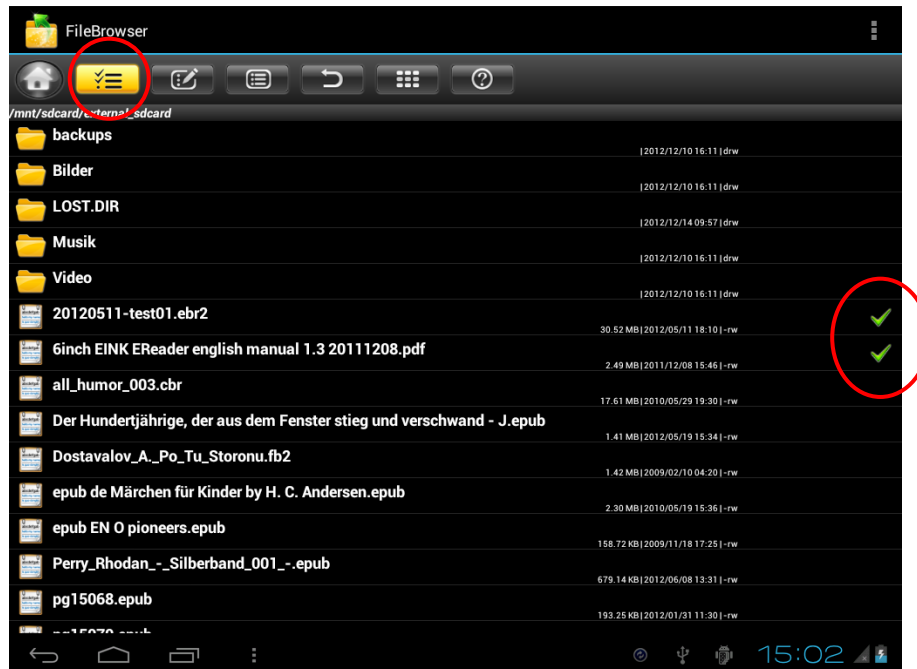 FileBrowser
/mnt/sdcard/external_sdcard
backups
|2012/12/10 16:11|drw
Bilder
|2012/12/10 16:11|drw
LOST.DIR
|2012/12/14 09:57|drw
Musik
|2012/12/10 16:11|drw
Video
|2012/12/10 16:11|drw
20120511-test01.ebr2
30.52 MB|2012/05/11 18:10|-rw
6inch EINK EReader english manual 1.3 20111208.pdf
2.49 MB|2011/12/08 15:46|-rw
all_humor_003.cbr
17.61 MB|2010/05/29 19:30|-rw
Der Hundertjährige, der aus dem Fenster stieg und verschwand - J.epub
1.41 MB|2012/05/19 15:34|-rw
Dostavalov_A._Po_Tu_Storonu.fb2
1.42 MB|2009/02/10 04:20|-rw
epub de Märchen für Kinder by H. C. Andersen.epub
2.30 MB|2010/05/19 15:36|-rw
epub EN O pioneers.epub
158.72 KB|2009/11/18 17:25|-rw
Perry_Rhodan_-_Silberband_001_-.epub
679.14 KB|2012/06/08 13:31|-rw
pg15068.epub
193.25 KB|2012/01/31 11:30|-rw
15:02